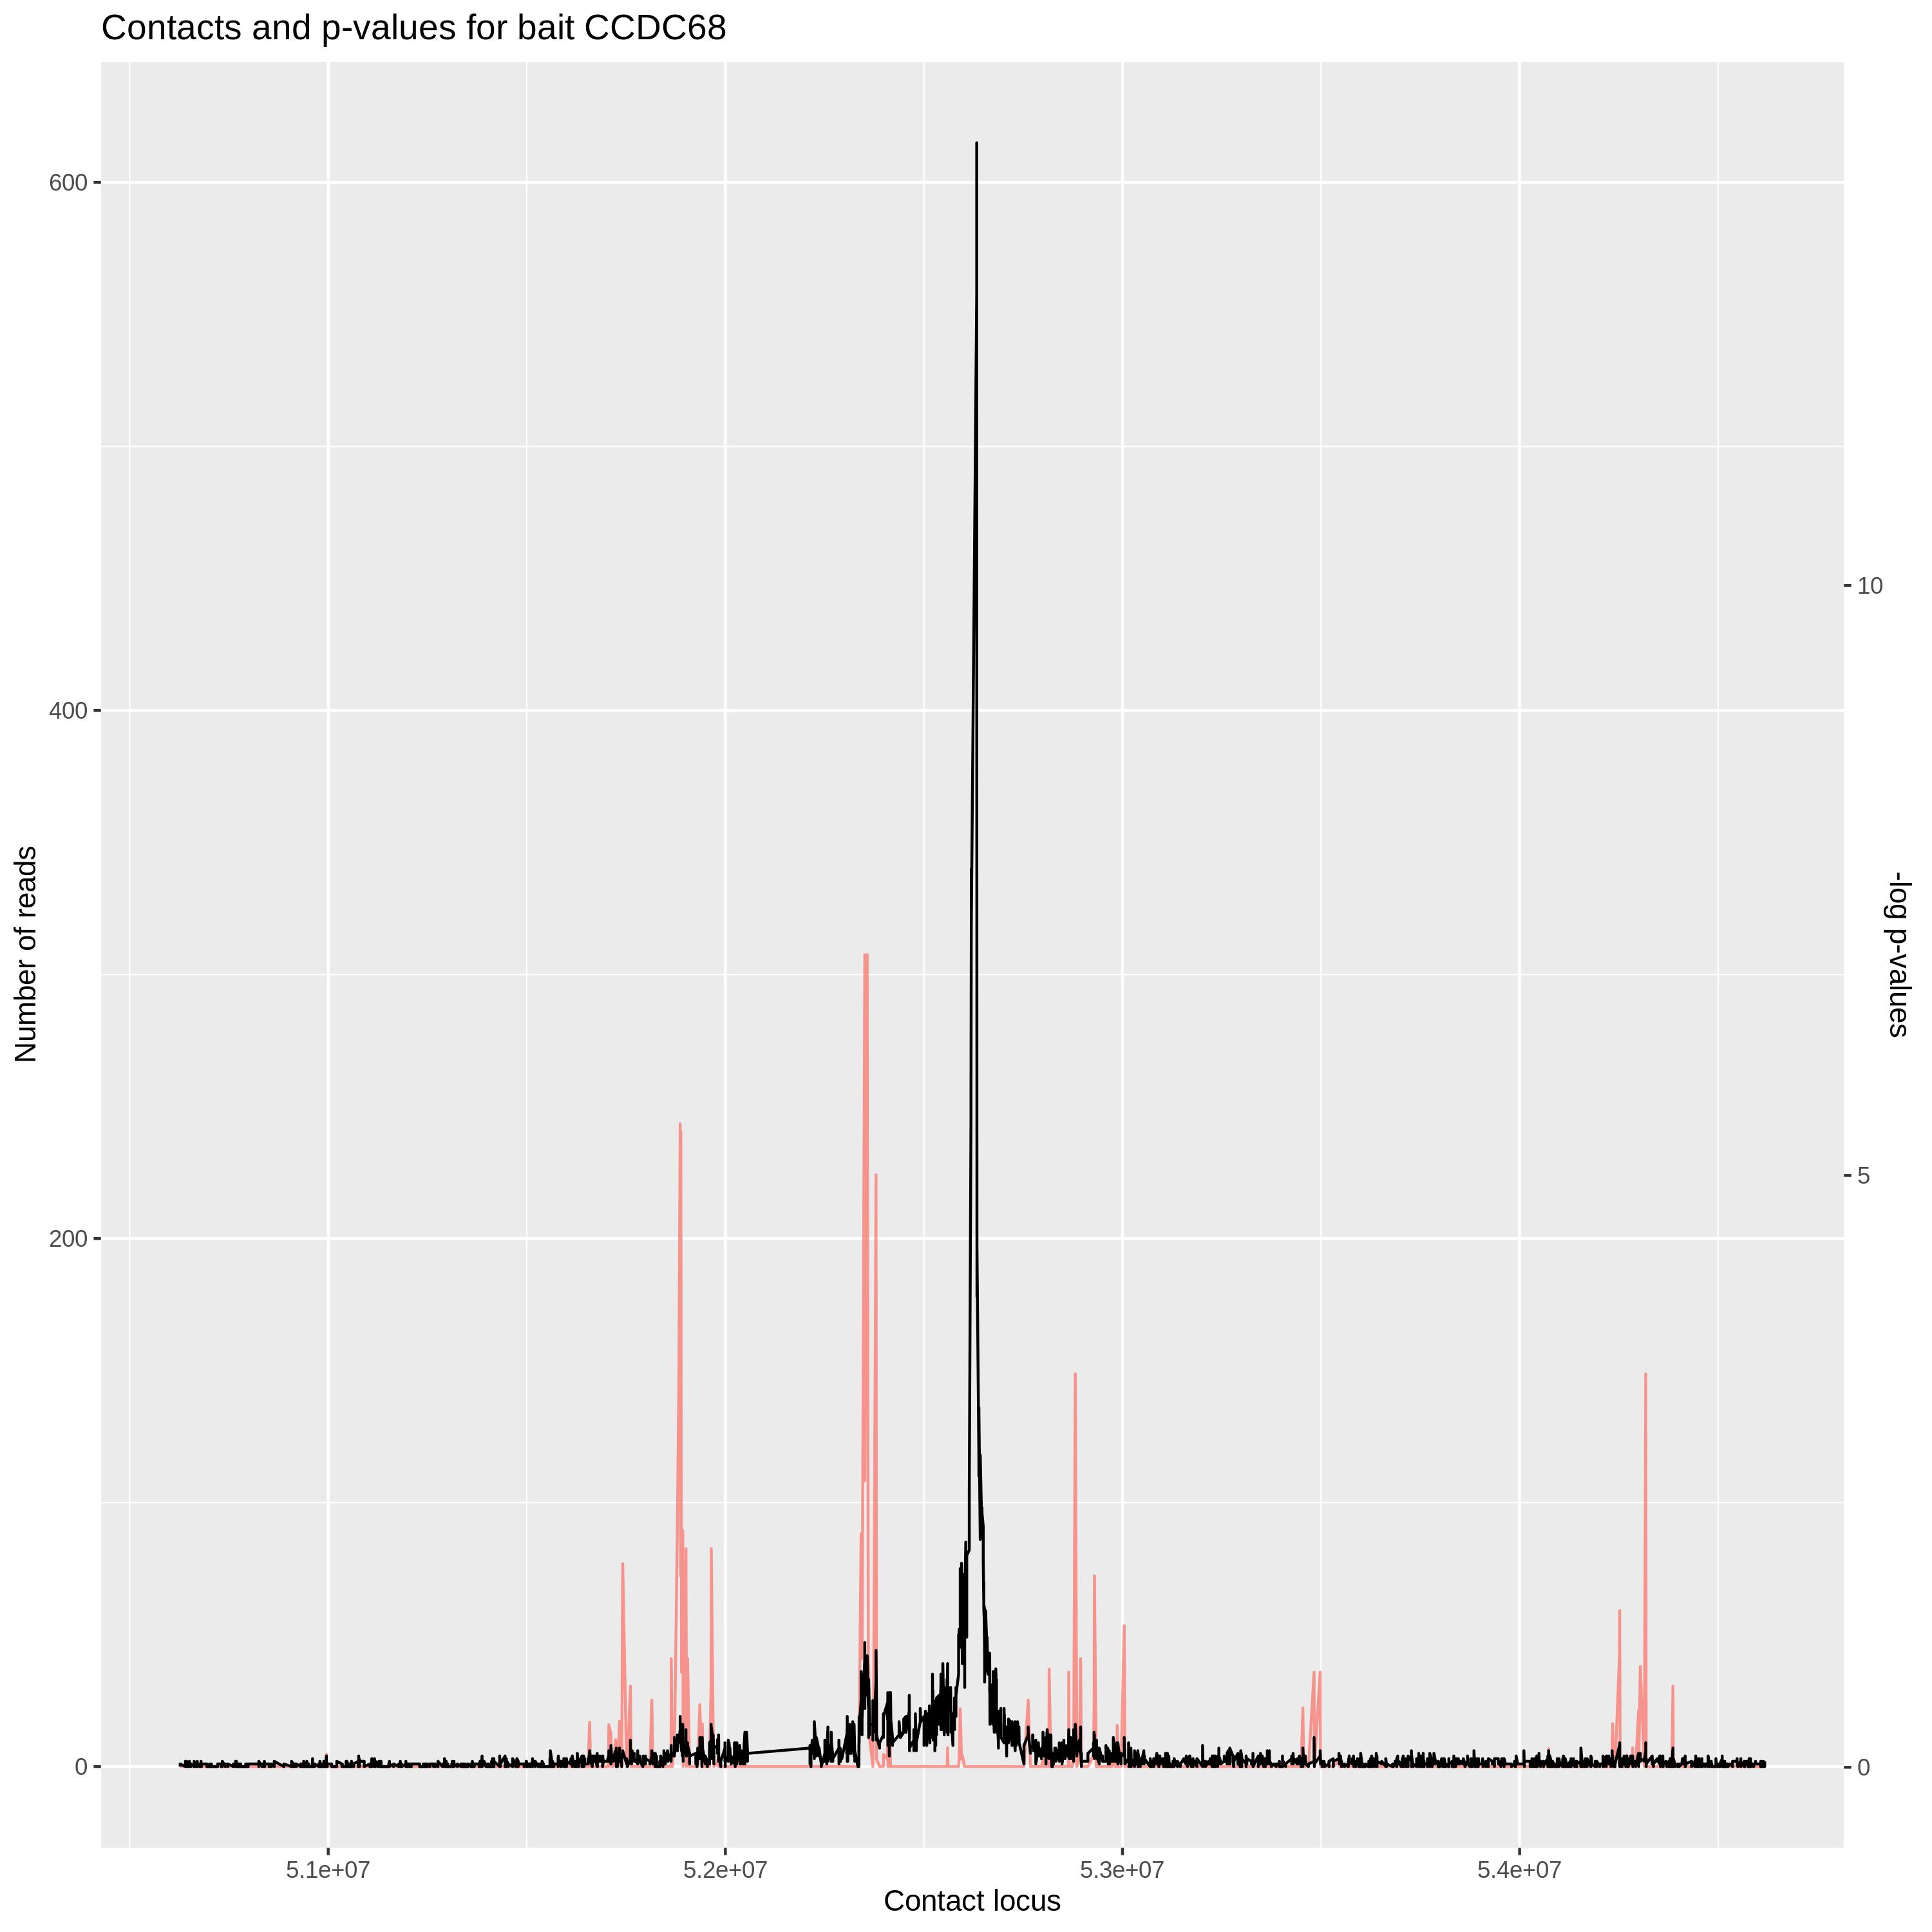 Contacts and p-values for bait CCDC68
600
400
200
0
Number of reads
10
5
0
-log p-values
5.1e+07
5.2e+07
5.3e+07
5.4e+07
Contact locus